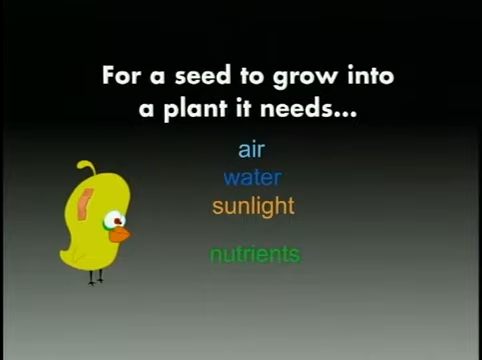 For a seed to grow into
a plant it needs...
air
water
sunlight
nutrients